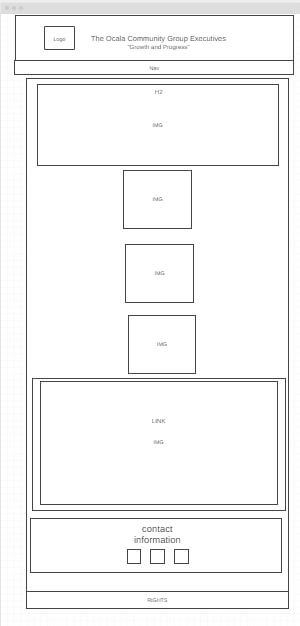 Logo
The Ocala Community Group Executives
"Growth and Progress"
Nav
H2
IMG
IMG
IMG
IMG
LINK
IMG
contact
information
RIGHTS